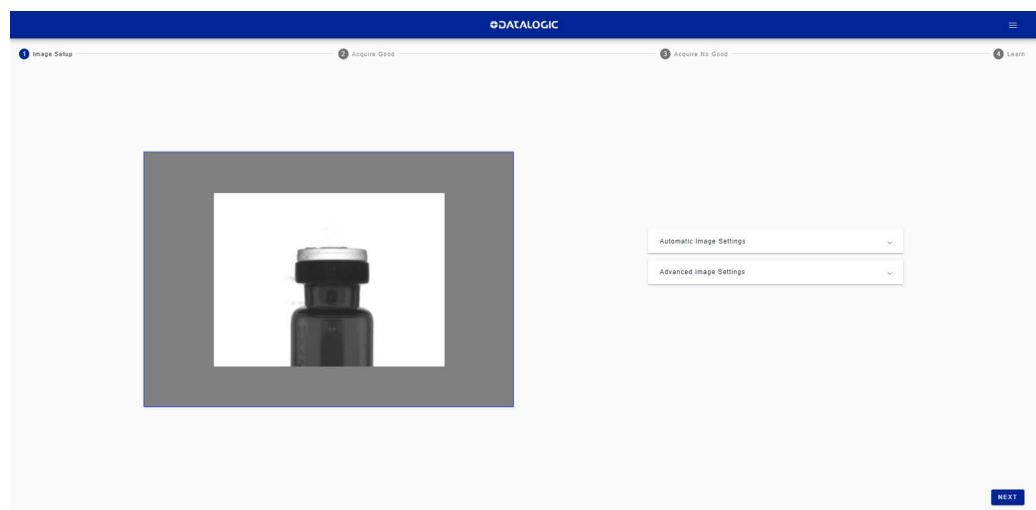 DATALOGIC
1 Image Setup
2 Acquire Good
3 Acquire No Good
4 Learn
Automatic Image Settings
Advanced Image Settings
NEXT